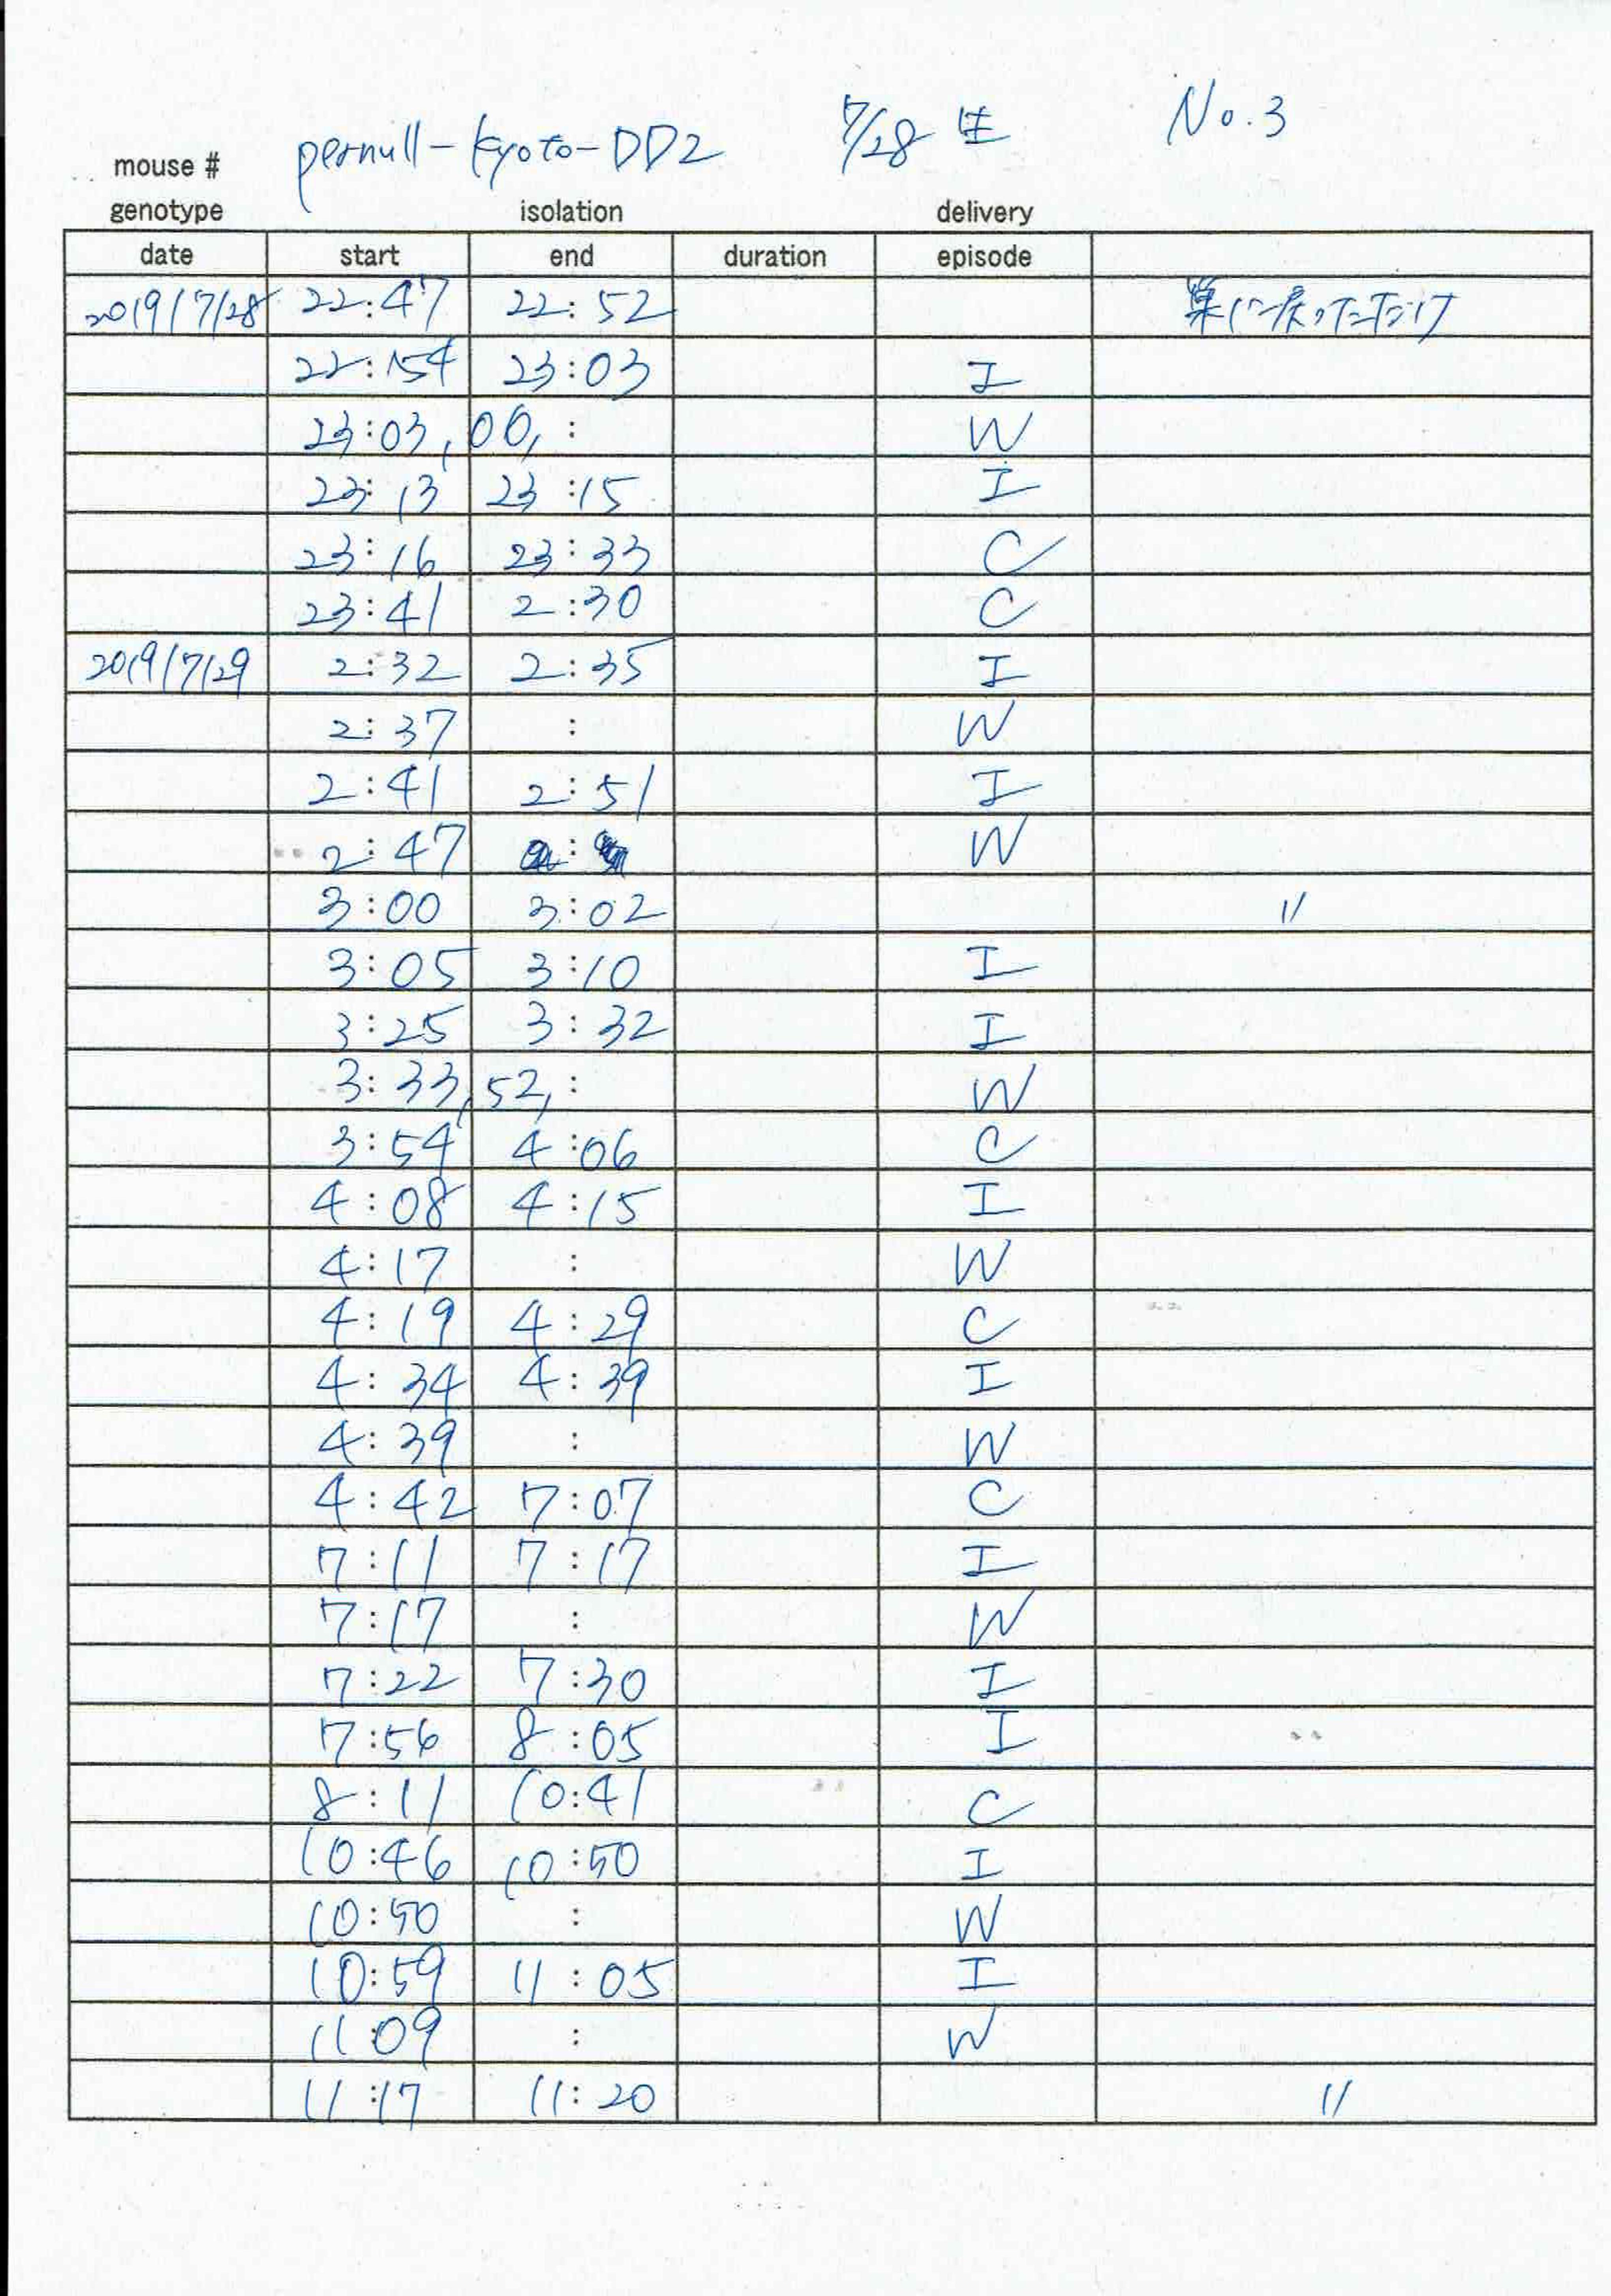 mouse # pernull-kyoto-DD2 7/28 生 No.3
genotype isolation delivery
date start end duration episode
2019/7/28 22:47 22:52 巣に戻っただけ
22:54 23:03 I
23:03,06, : W
23:13 23:15 I
23:16 23:33 C
23:41 2:30 C
2019/7/29 2:32 2:35 I
2:37 : W
2:41 2:51 I
2:47 : W
3:00 3:02 〃
3:05 3:10 I
3:25 3:32 I
3:33,52, : W
3:54 4:06 C
4:08 4:15 I
4:17 : W
4:19 4:29 C
4:34 4:39 I
4:39 : W
4:42 7:07 C
7:11 7:17 I
7:17 : W
7:22 7:30 I
7:56 8:05 I
8:11 10:41 C
10:46 10:50 I
10:50 : W
10:59 11:05 I
11:09 : W
11:17 11:20 〃